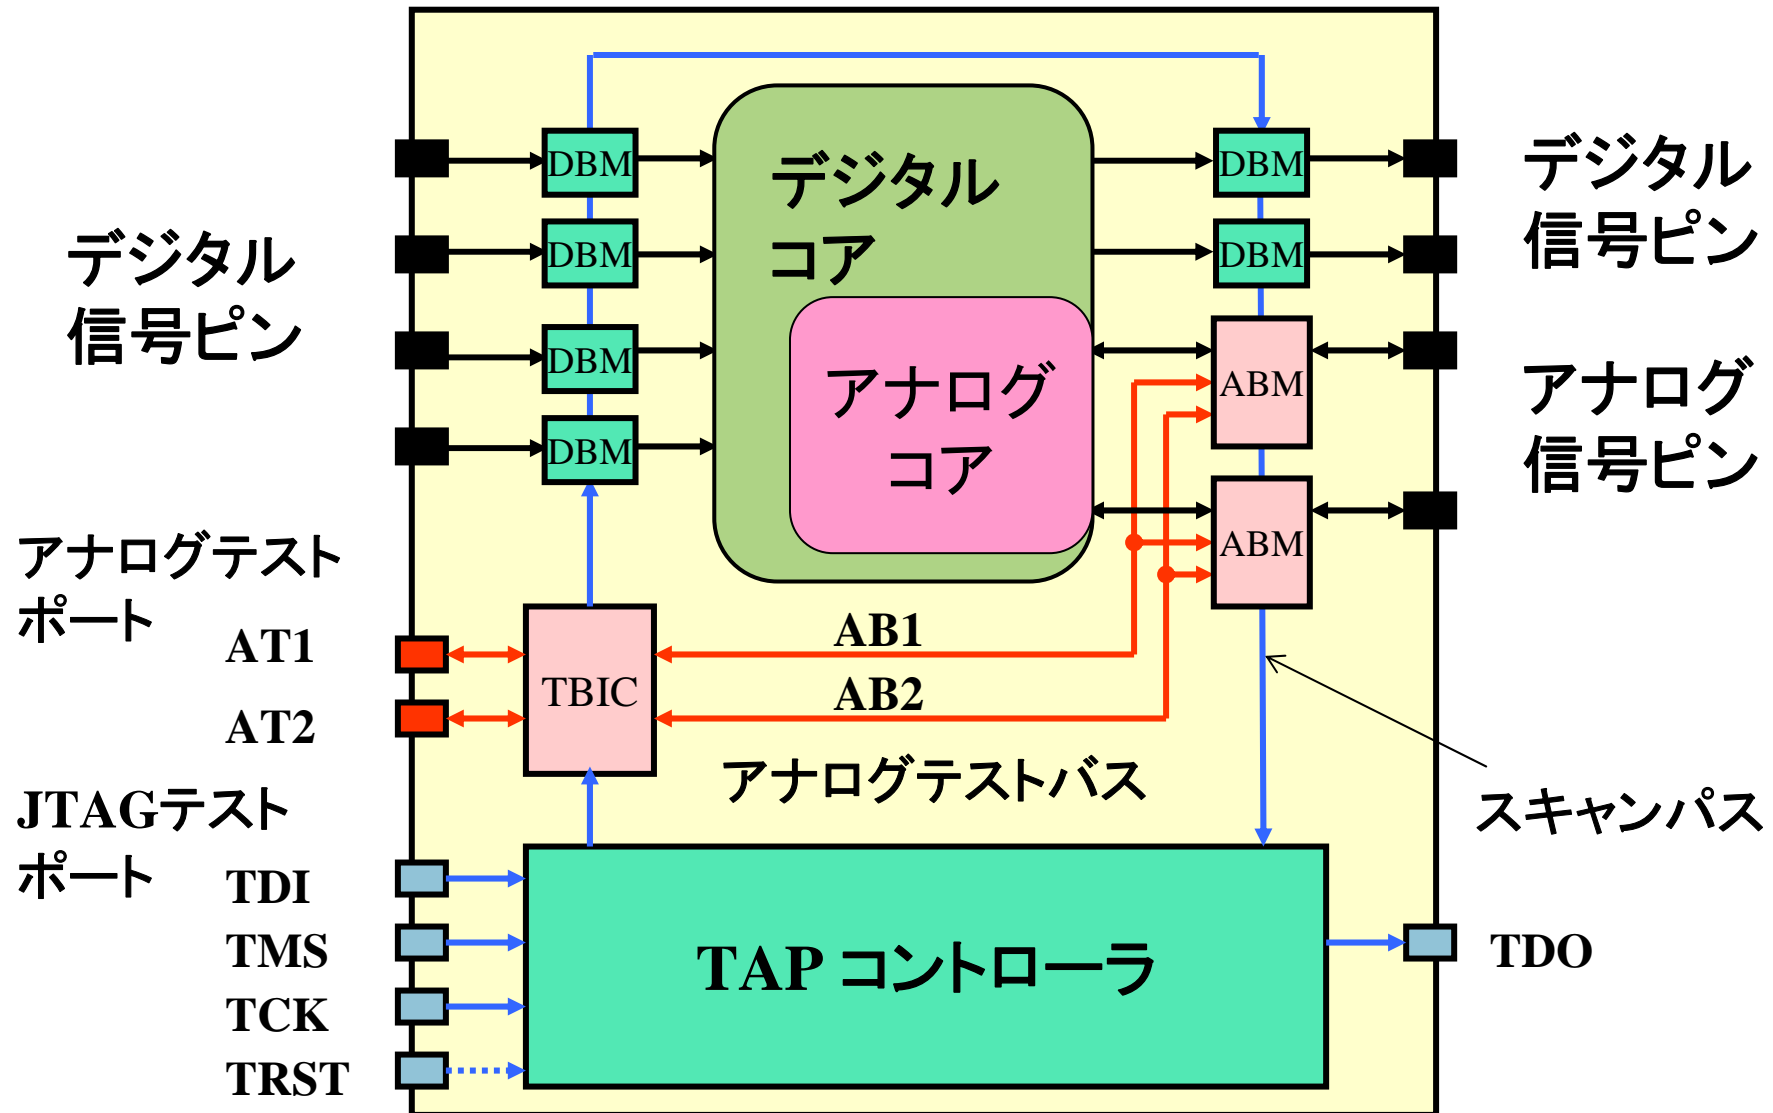 デジタル
信号ピン
DBM
DBM
DBM
DBM
デジタル
コア
アナログ
コア
DBM
DBM
ABM
ABM
デジタル
信号ピン
アナログ
信号ピン
アナログテスト
ポート
AT1
AT2
TBIC
AB1
AB2
アナログテストバス
スキャンパス
JTAGテスト
ポート
TDI
TMS
TCK
TRST
TAP コントローラ
TDO